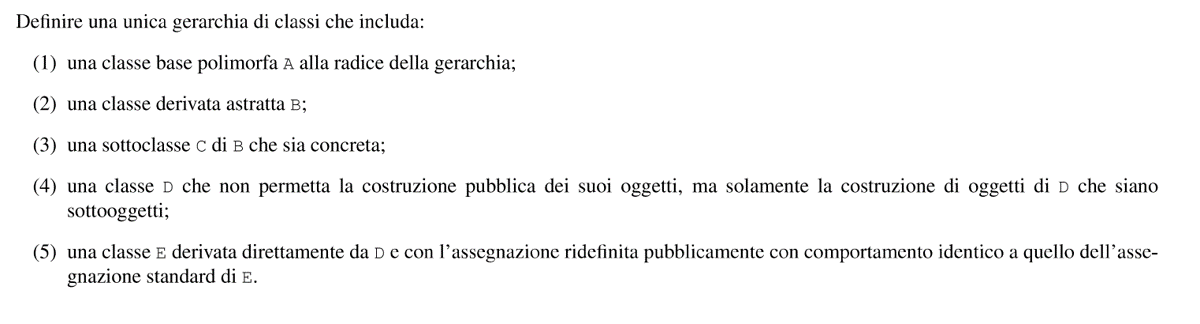 Definire una unica gerarchia di classi che includa:
(1) una classe base polimorfa A alla radice della gerarchia;
(2) una classe derivata astratta B;
(3) una sottoclasse C di B che sia concreta;
(4) una classe D che non permetta la costruzione pubblica dei suoi oggetti, ma solamente la costruzione di oggetti di D che siano
sottooggetti;
(5) una classe E derivata direttamente da D e con l'assegnazione ridefinita pubblicamente con comportamento identico a quello dell'asse-
gnazione standard di E.